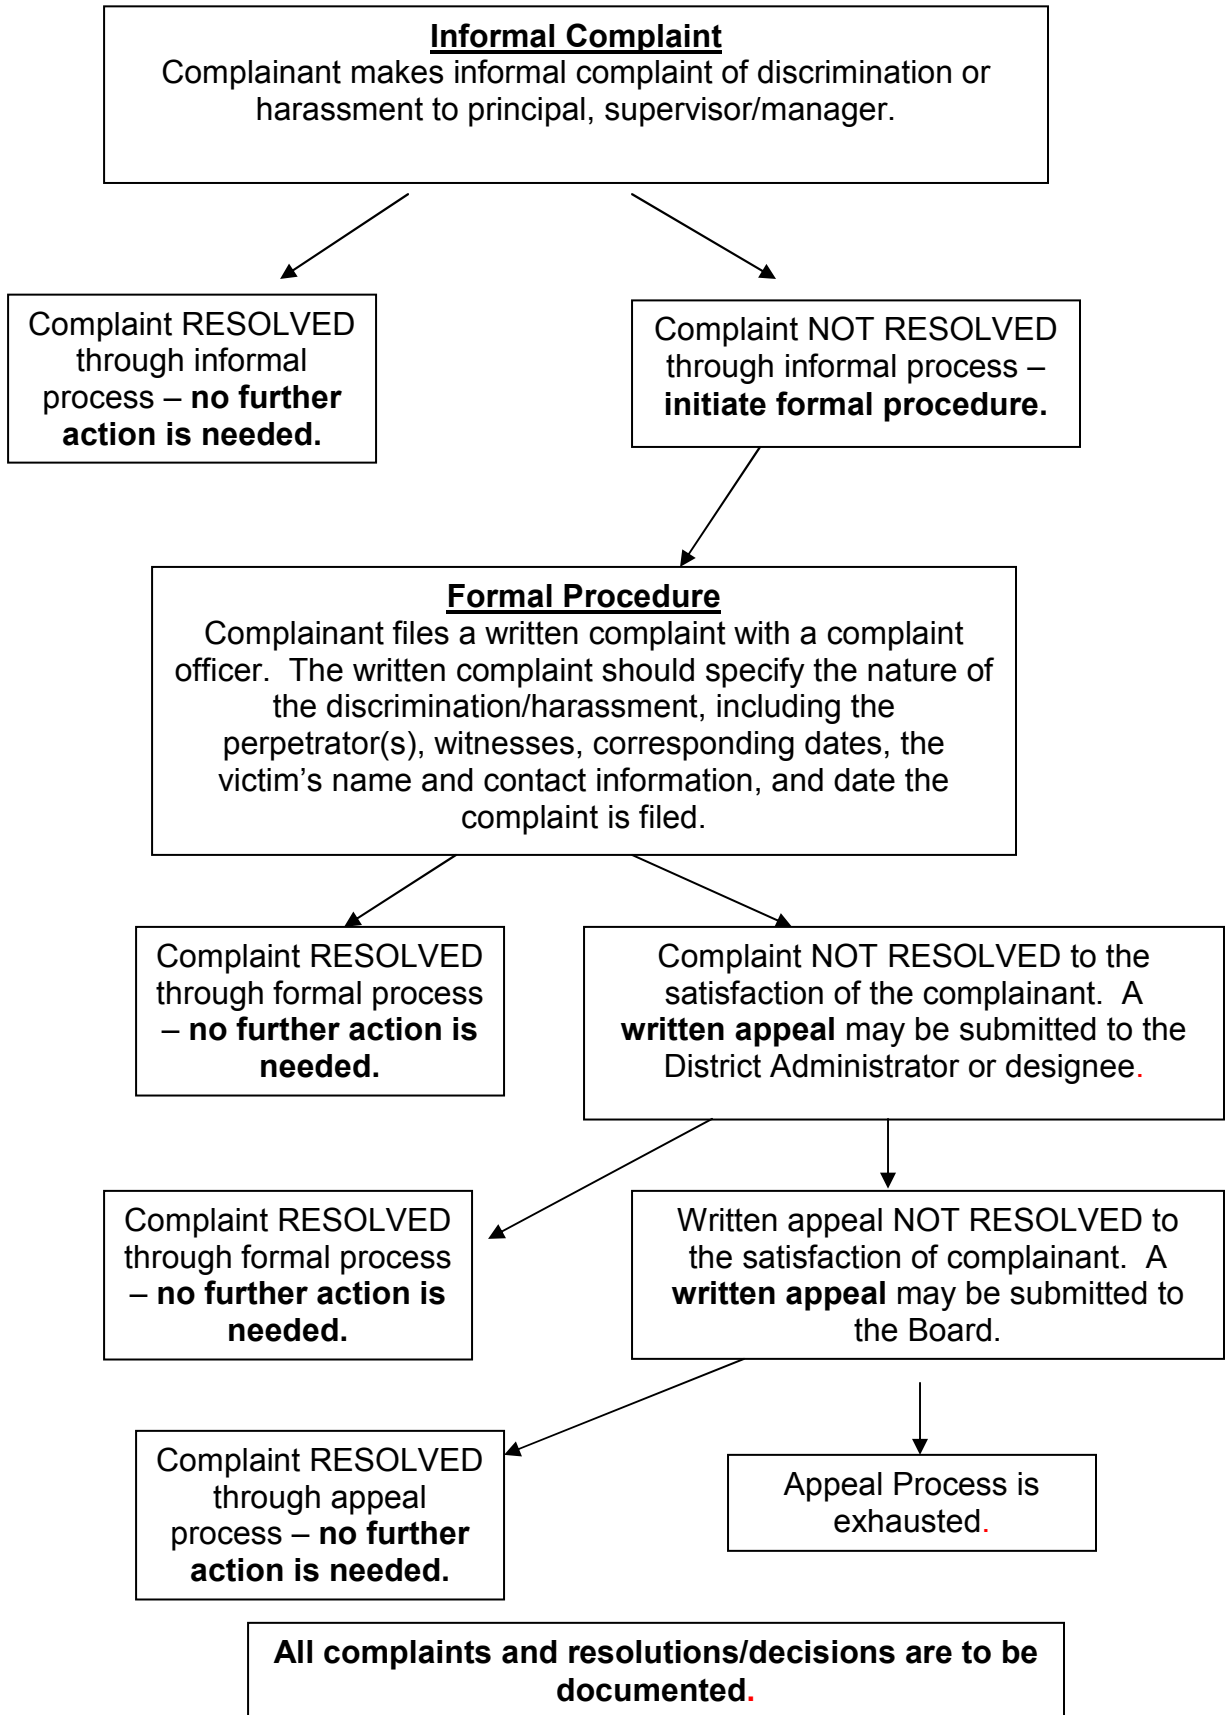 Informal Complaint
Complainant makes informal complaint of discrimination or
harassment to principal, supervisor/manager.
Complaint RESOLVED
through informal
process – no further
action is needed.
Complaint NOT RESOLVED
through informal process –
initiate formal procedure.
Formal Procedure
Complainant files a written complaint with a complaint
officer.  The written complaint should specify the nature of
the discrimination/harassment, including the
perpetrator(s), witnesses, corresponding dates, the
victim’s name and contact information, and date the
complaint is filed.
Complaint RESOLVED
through formal process
– no further action is
needed.
Complaint NOT RESOLVED to the
satisfaction of the complainant.  A
written appeal may be submitted to the
District Administrator or designee.
Complaint RESOLVED
through formal process
– no further action is
needed.
Written appeal NOT RESOLVED to
the satisfaction of complainant.  A
written appeal may be submitted to
the Board.
Complaint RESOLVED
through appeal
process – no further
action is needed.
Appeal Process is
exhausted.
All complaints and resolutions/decisions are to be
documented.